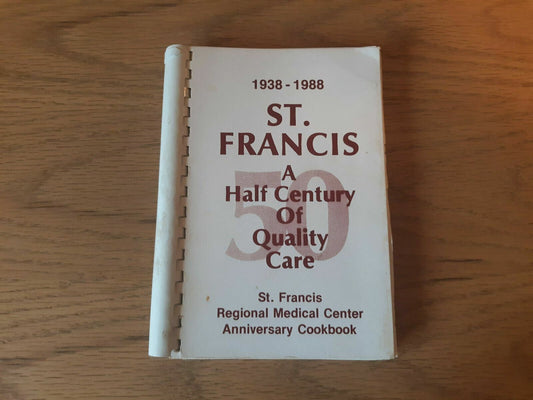 1938 - 1988
ST.
FRANCIS
50
A
Half Century
Of
Quality
Care
St. Francis
Regional Medical Center
Anniversary Cookbook